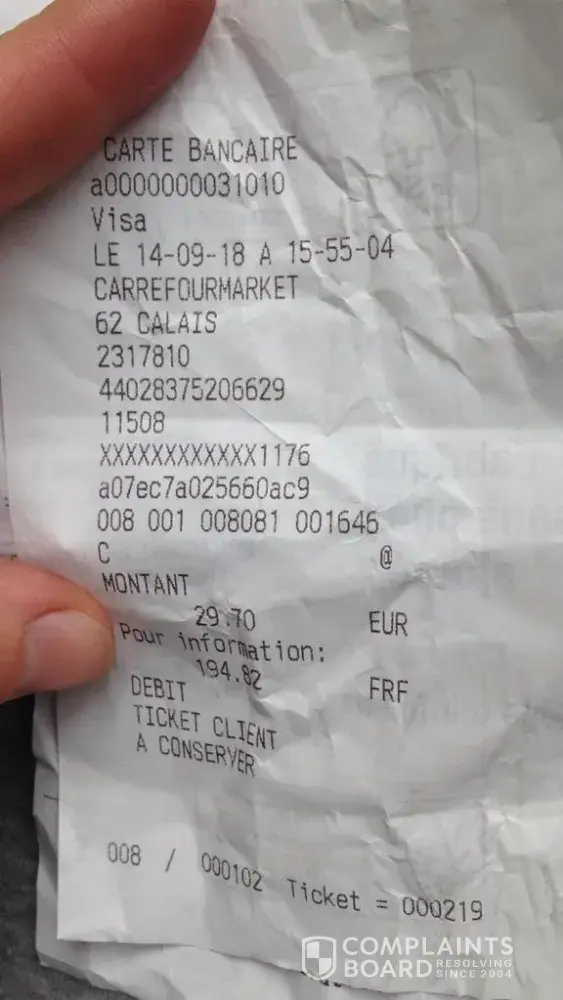 CARTE BANCAIRE
a0000000031010
Visa
LE 14-09-18 A 15-55-04
CARREFOURMARKET
62 CALAIS
2317810
44028375206629
11508
XXXXXXXXXXXX1176
a07ec7a025660ac9
008 001 008081 001646
C @
MONTANT
29.70 EUR
Pour information:
194.82 FRF
DEBIT
TICKET CLIENT
A CONSERVER
008 / 000102 Ticket = 000219
COMPLAINTS
BOARD RESOLVING
SINCE 2004